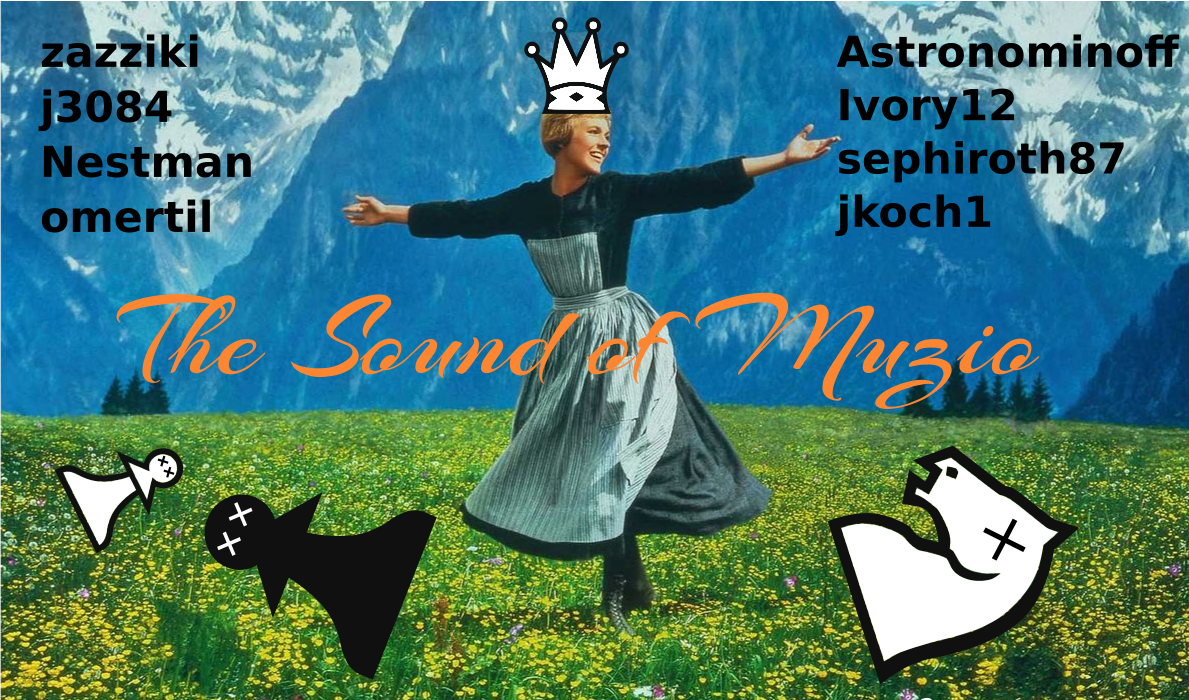 zazziki
j3084
Nestman
omertil
Astronominoff
Ivory12
sephiroth87
jkoch1
The Sound of Muzio